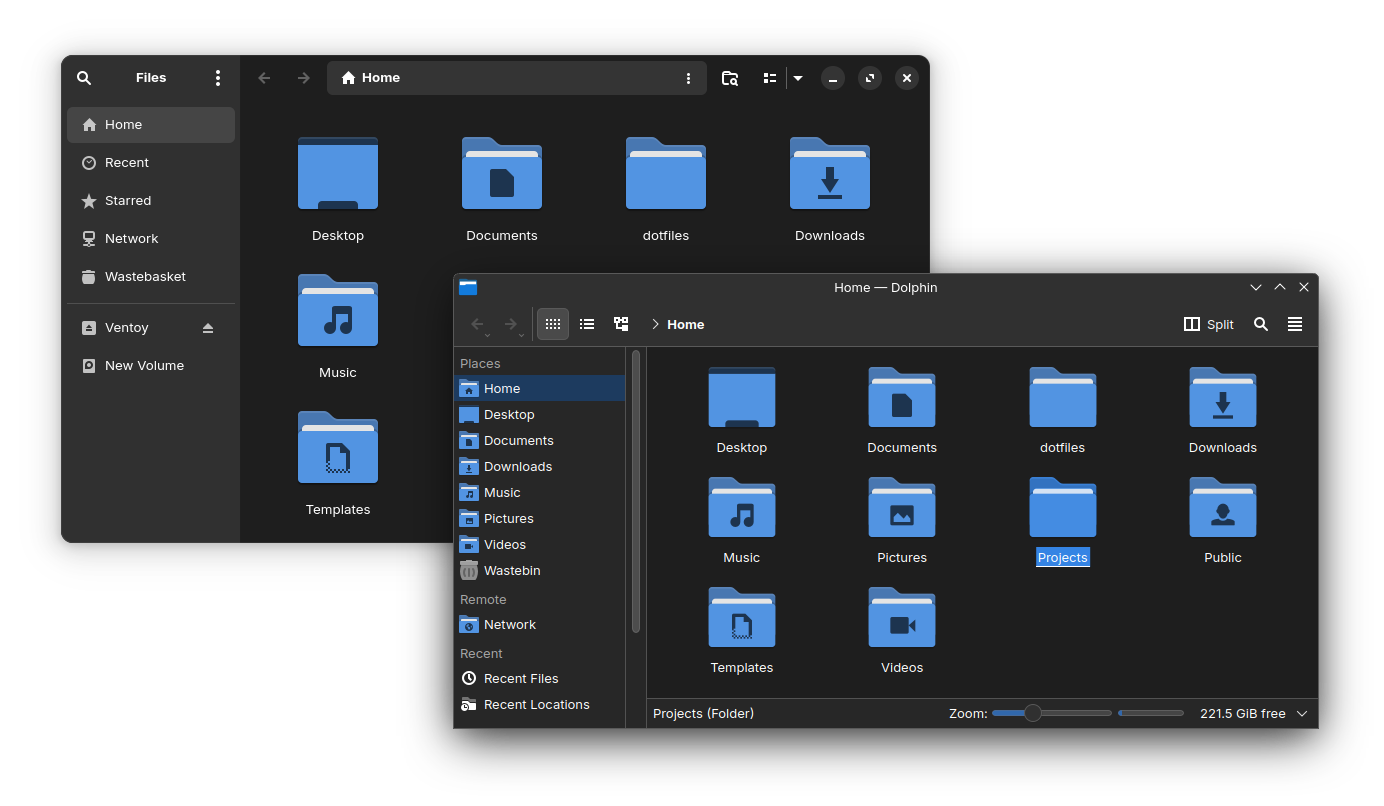 Files
Home
Home
Recent
Starred
Network
Wastebasket
Ventoy
New Volume
Desktop
Documents
dotfiles
Downloads
Music
Templates
Home — Dolphin
Home
Split
Places
Home
Desktop
Documents
Downloads
Music
Pictures
Videos
Wastebin
Remote
Network
Recent
Recent Files
Recent Locations
Desktop
Documents
dotfiles
Downloads
Music
Pictures
Projects
Public
Templates
Videos
Projects (Folder)
Zoom:
221.5 GiB free